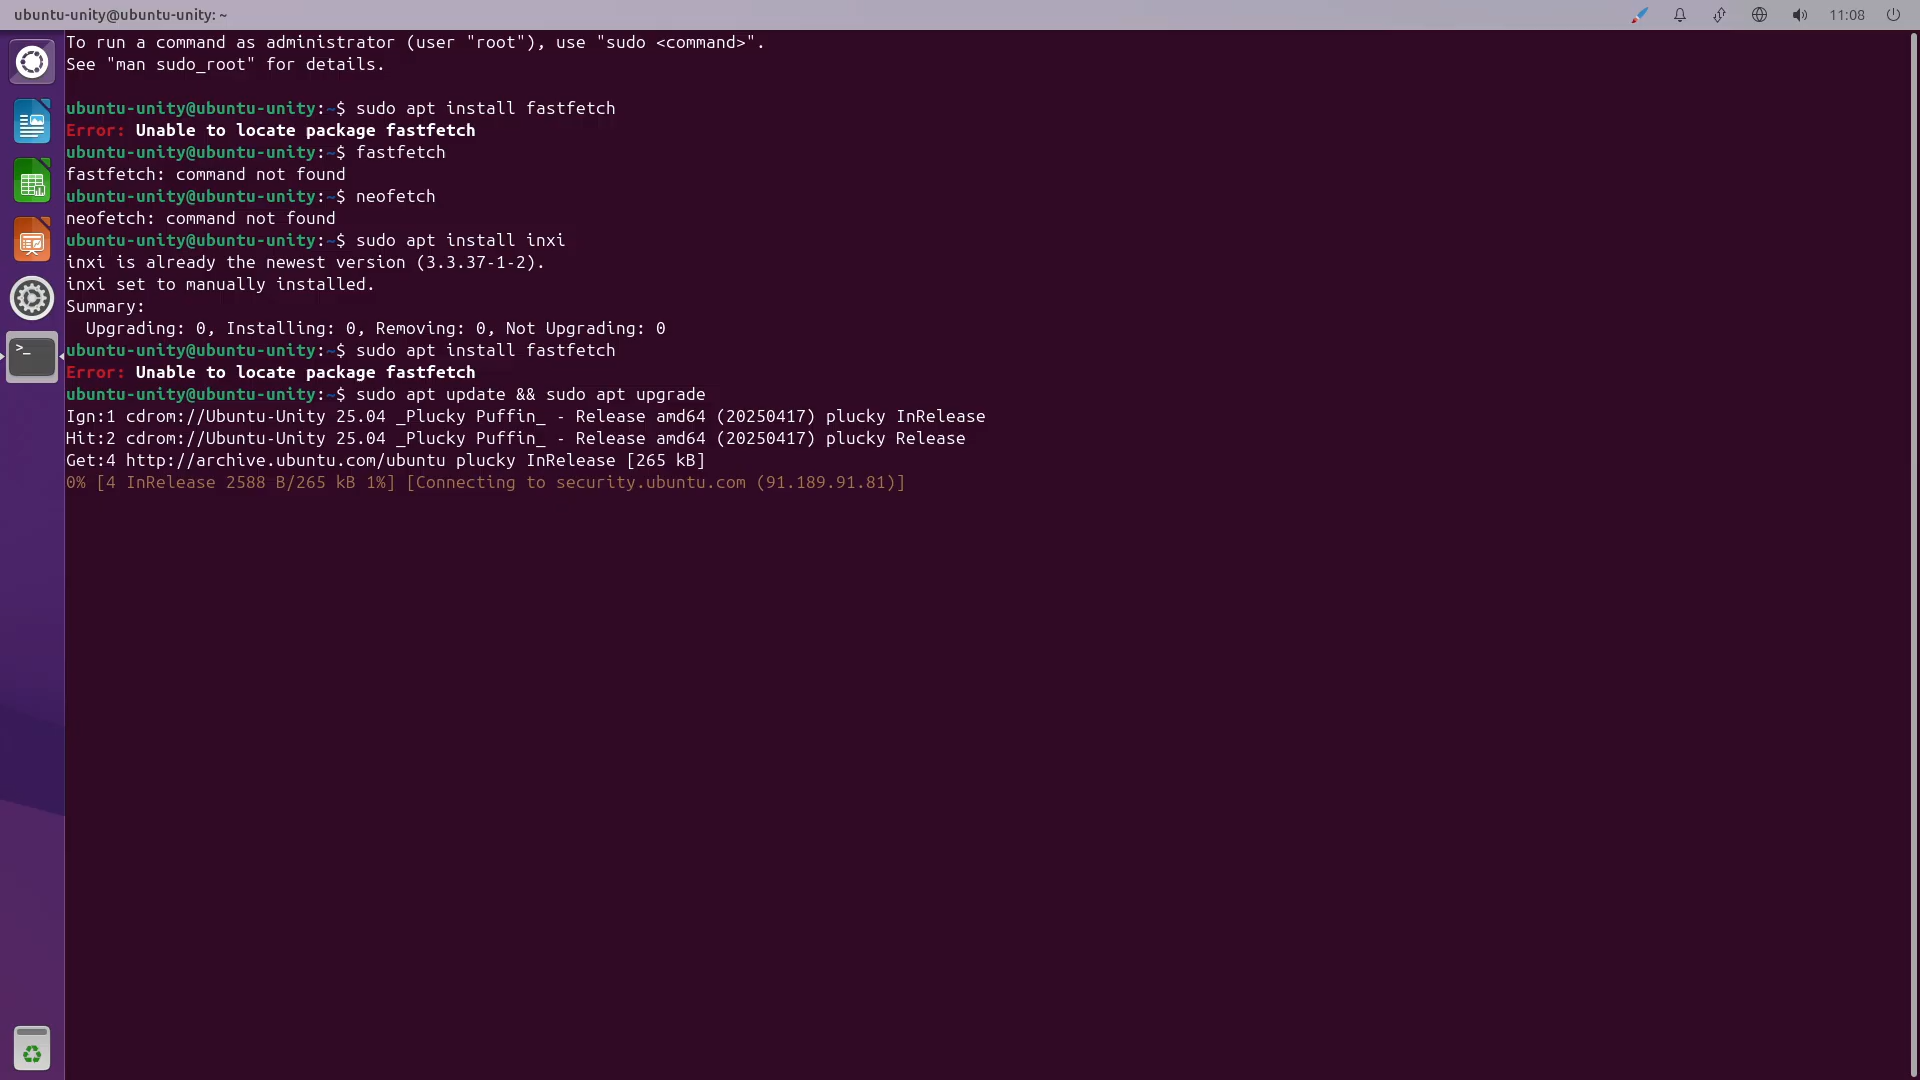 ubuntu-unity@ubuntu-unity: ~
11:08
To run a command as administrator (user "root"), use "sudo <command>".
See "man sudo_root" for details.
ubuntu-unity@ubuntu-unity:~$ sudo apt install fastfetch
Error: Unable to locate package fastfetch
ubuntu-unity@ubuntu-unity:~$ fastfetch
fastfetch: command not found
ubuntu-unity@ubuntu-unity:~$ neofetch
neofetch: command not found
ubuntu-unity@ubuntu-unity:~$ sudo apt install inxi
inxi is already the newest version (3.3.37-1-2).
inxi set to manually installed.
Summary:
  Upgrading: 0, Installing: 0, Removing: 0, Not Upgrading: 0
ubuntu-unity@ubuntu-unity:~$ sudo apt install fastfetch
Error: Unable to locate package fastfetch
ubuntu-unity@ubuntu-unity:~$ sudo apt update && sudo apt upgrade
Ign:1 cdrom://Ubuntu-Unity 25.04 _Plucky Puffin_ - Release amd64 (20250417) plucky InRelease
Hit:2 cdrom://Ubuntu-Unity 25.04 _Plucky Puffin_ - Release amd64 (20250417) plucky Release
Get:4 http://archive.ubuntu.com/ubuntu plucky InRelease [265 kB]
0% [4 InRelease 2588 B/265 kB 1%] [Connecting to security.ubuntu.com (91.189.91.81)]